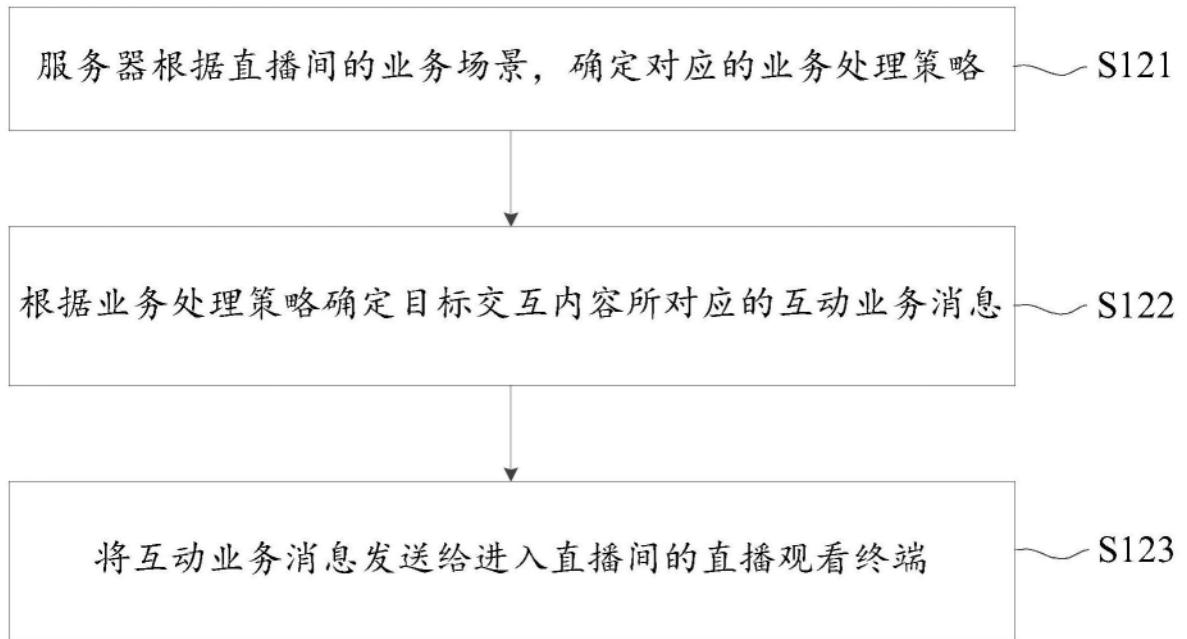 服务器根据直播间的业务场景，确定对应的业务处理策略
S121
根据业务处理策略确定目标交互内容所对应的互动业务消息
S122
将互动业务消息发送给进入直播间的直播观看终端
S123